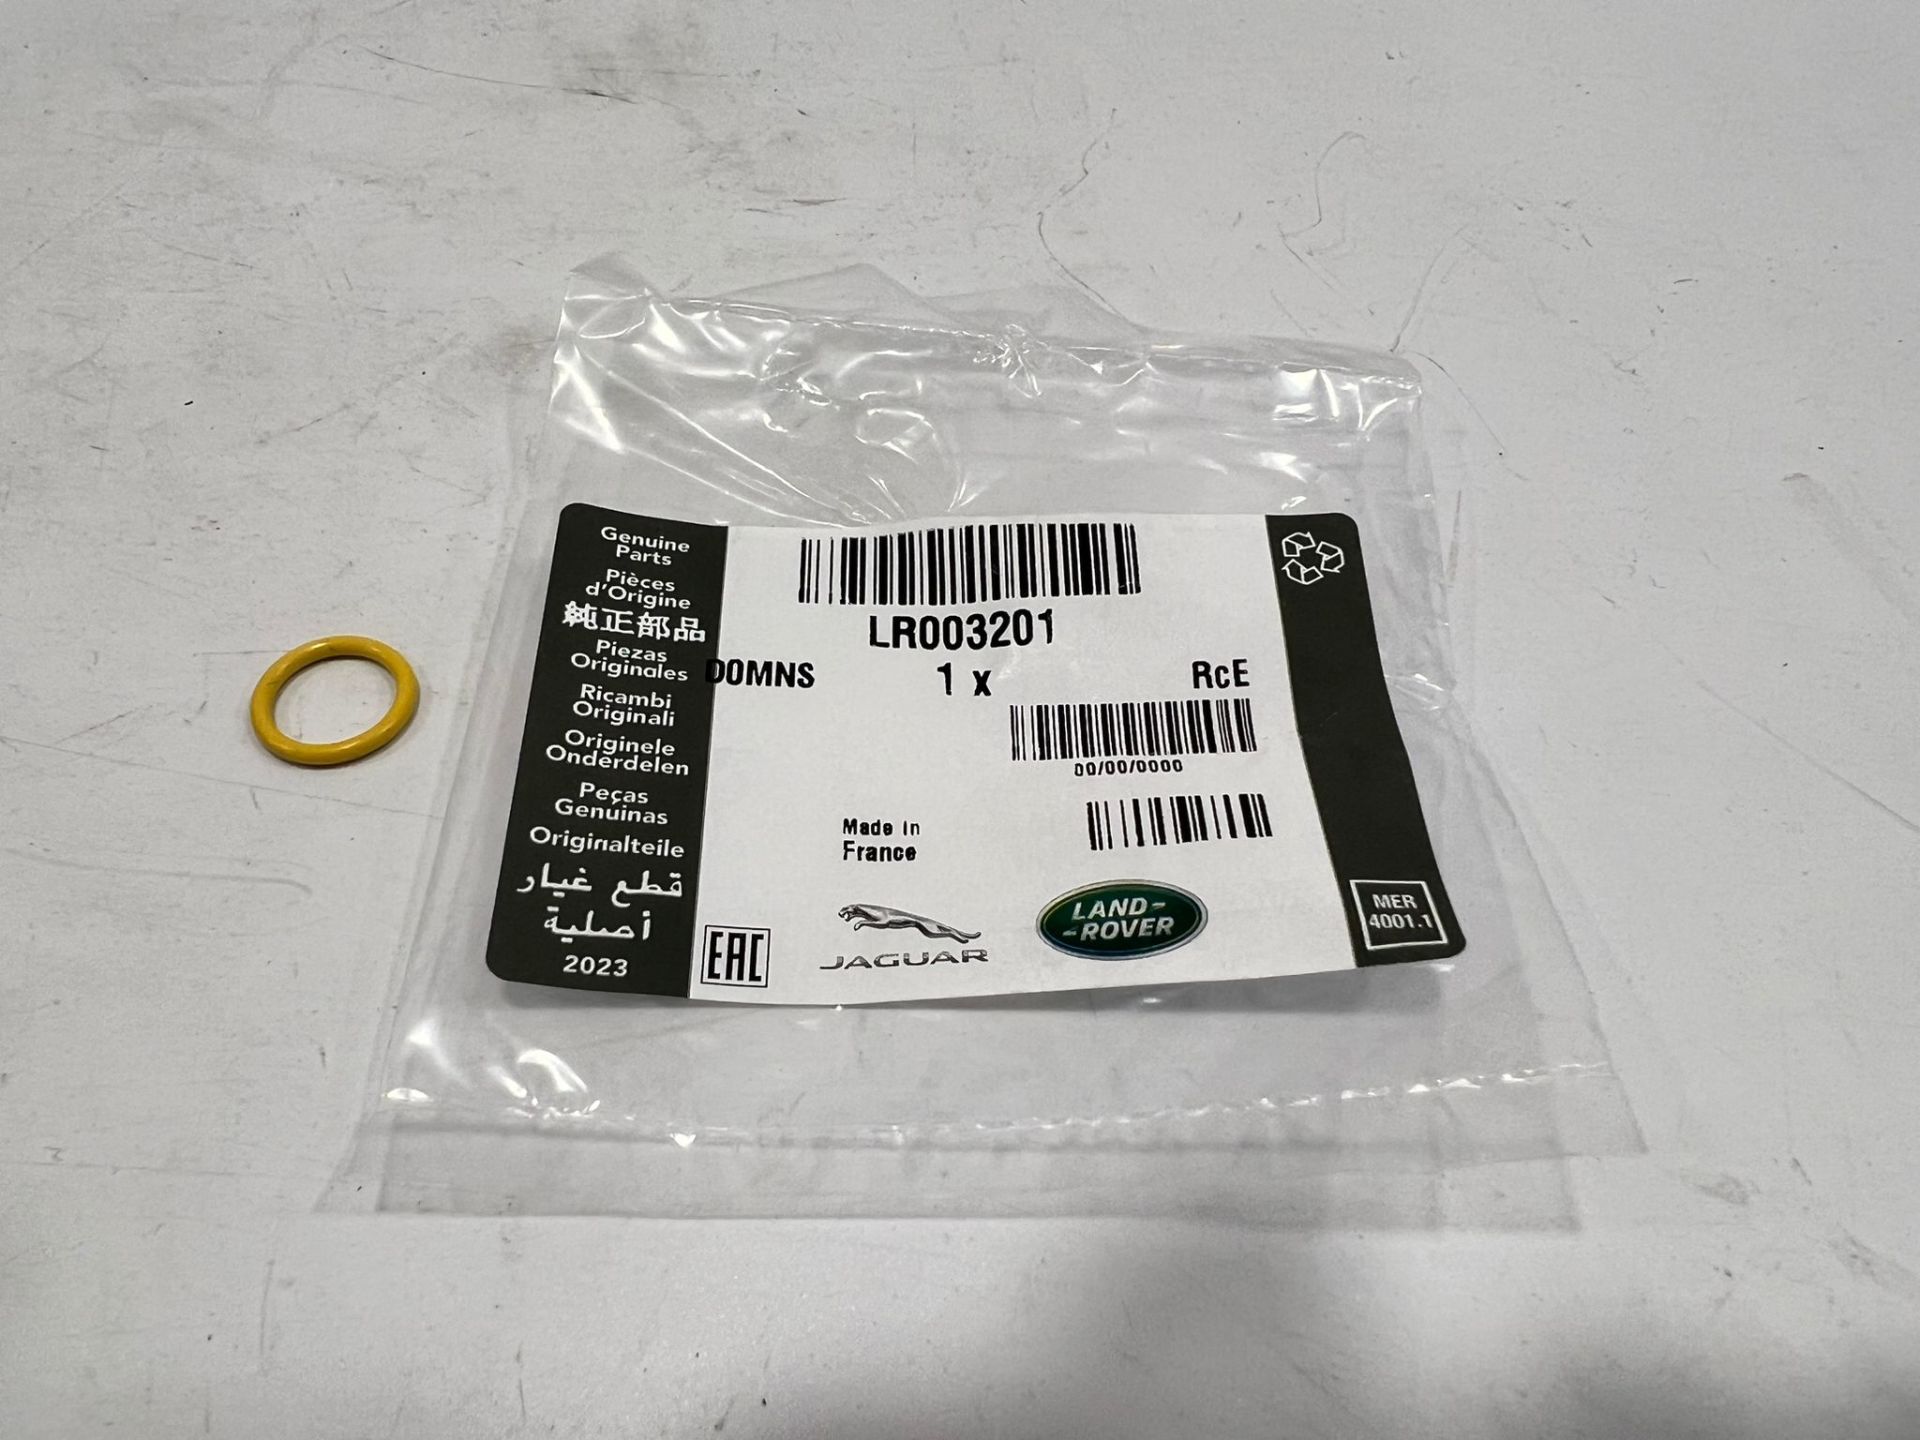 Genuine
Parts
Pièces
d'Origine
純正部品
Piezas
Originales
Ricambi
Originali
Originele
Onderdelen
Peças
Genuinas
Originalteile
قطع غيار
أصلية
2023
LR003201
DOMNS 1 x RcE
00/00/0000
Made in
France
EAC
JAGUAR
LAND-
-ROVER
MER
4001.1